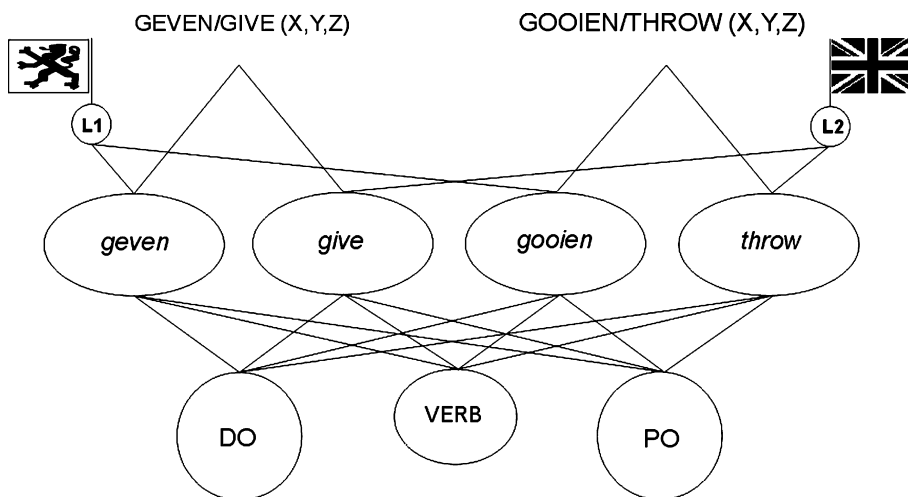 GEVEN/GIVE (X,Y,Z)
GOOIEN/THROW (X,Y,Z)
L1
L2
geven
give
gooien
throw
DO
VERB
PO